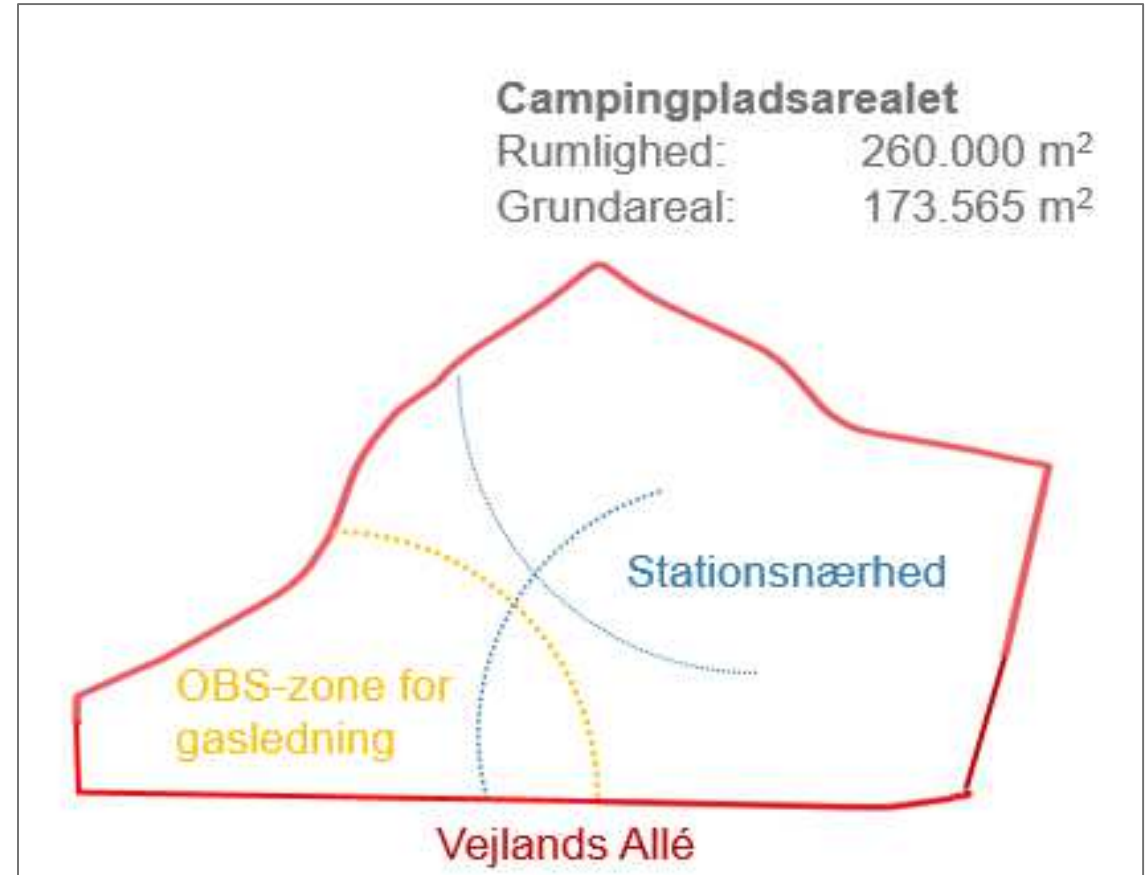 Campingpladsarealet
Rumlighed: 260.000 m²
Grundareal: 173.565 m²
Stationsnærhed
OBS-zone for
gasledning
Vejlands Allé